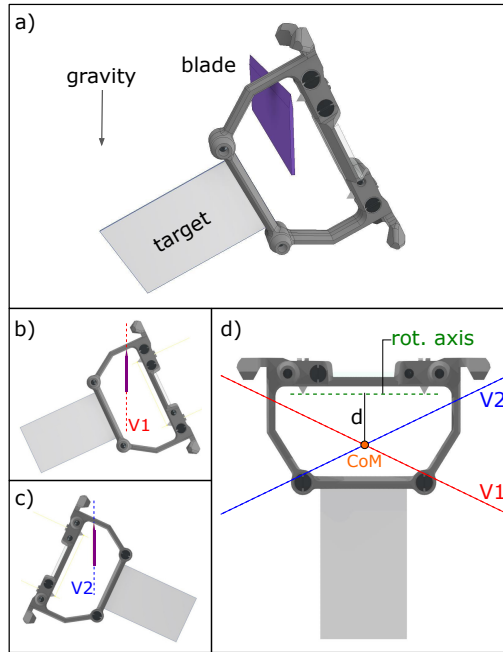 a)
gravity
blade
target
b)
V1
c)
V2
d)
rot. axis
V2
d
CoM
V1